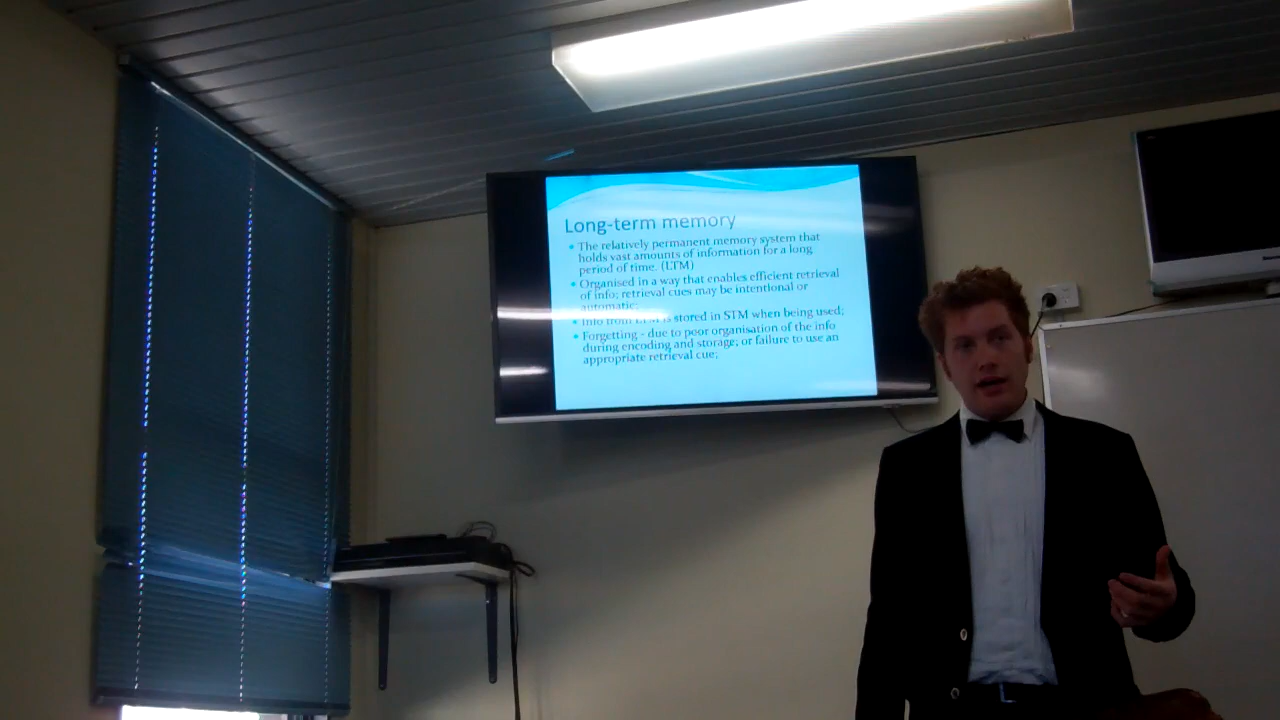 Long-term memory
• The relatively permanent memory system that
holds vast amounts of information for a long
period of time. (LTM)
• Organised in a way that enables efficient retrieval
of info; retrieval cues may be intentional or
automatic;
• Info from LTM is stored in STM when being used;
• Forgetting - due to poor organisation of the info
during encoding and storage; or failure to use an
appropriate retrieval cue;